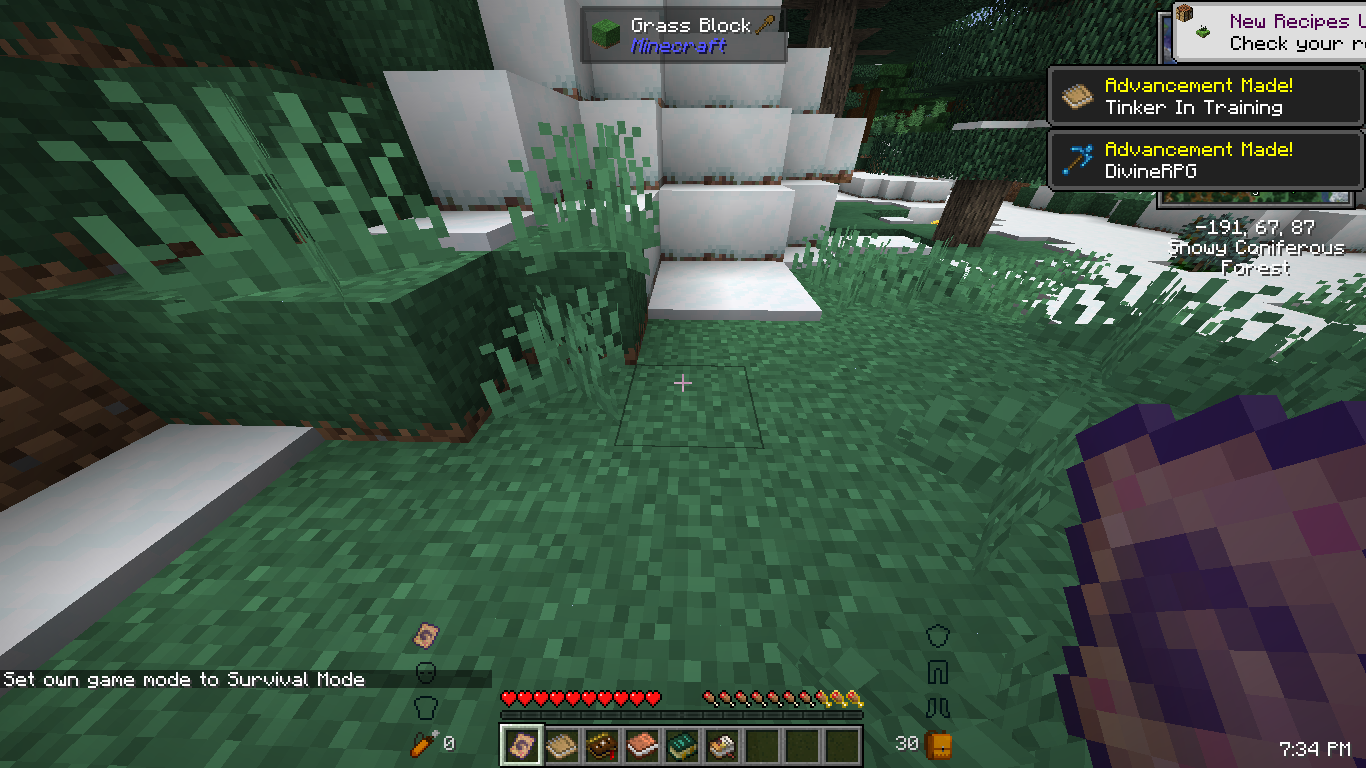 Grass Block
Minecraft
New Recipes
Check your
Advancement Made!
Tinker In Training
Advancement Made!
DivineRPG
-191, 67, 87
Snowy Coniferous
Forest
Set own game mode to Survival Mode
0
30
7:34 PM